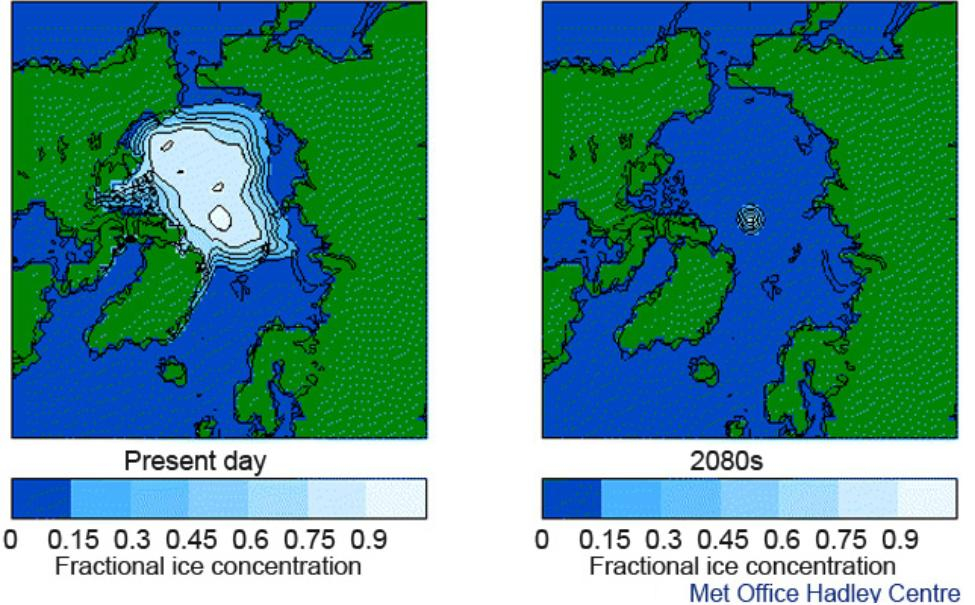 Present day
0 0.15 0.3 0.45 0.6 0.75 0.9
Fractional ice concentration
2080s
0 0.15 0.3 0.45 0.6 0.75 0.9
Fractional ice concentration
Met Office Hadley Centre